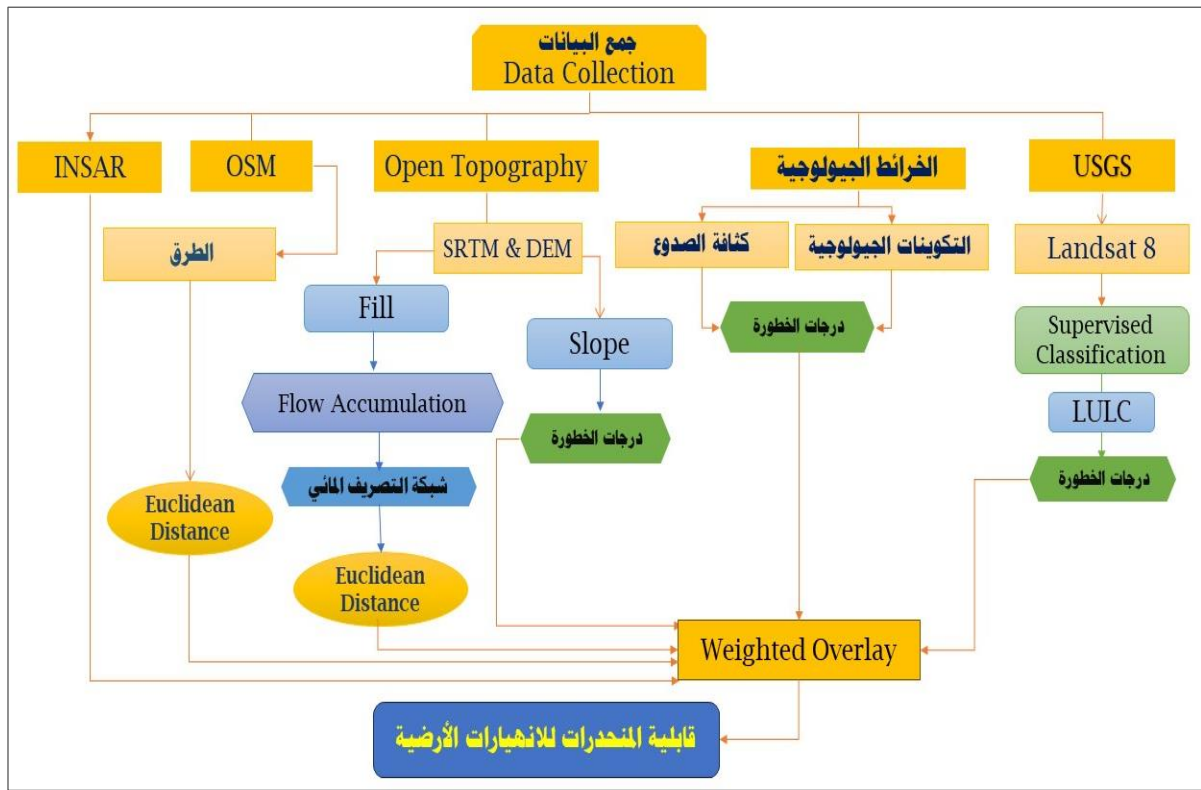 جمع البيانات
Data Collection
INSAR
OSM
Open Topography
الخرائط الجيولوجية
USGS
الطرق
SRTM & DEM
كثافة الصدوع
التكوينات الجيولوجية
Landsat 8
Fill
Slope
درجات الخطورة
Supervised
Classification
Flow Accumulation
درجات الخطورة
LULC
شبكة التصريف المائي
درجات الخطورة
Euclidean
Distance
Euclidean
Distance
Weighted Overlay
قابلية المنحدرات للانهيارات الأرضية